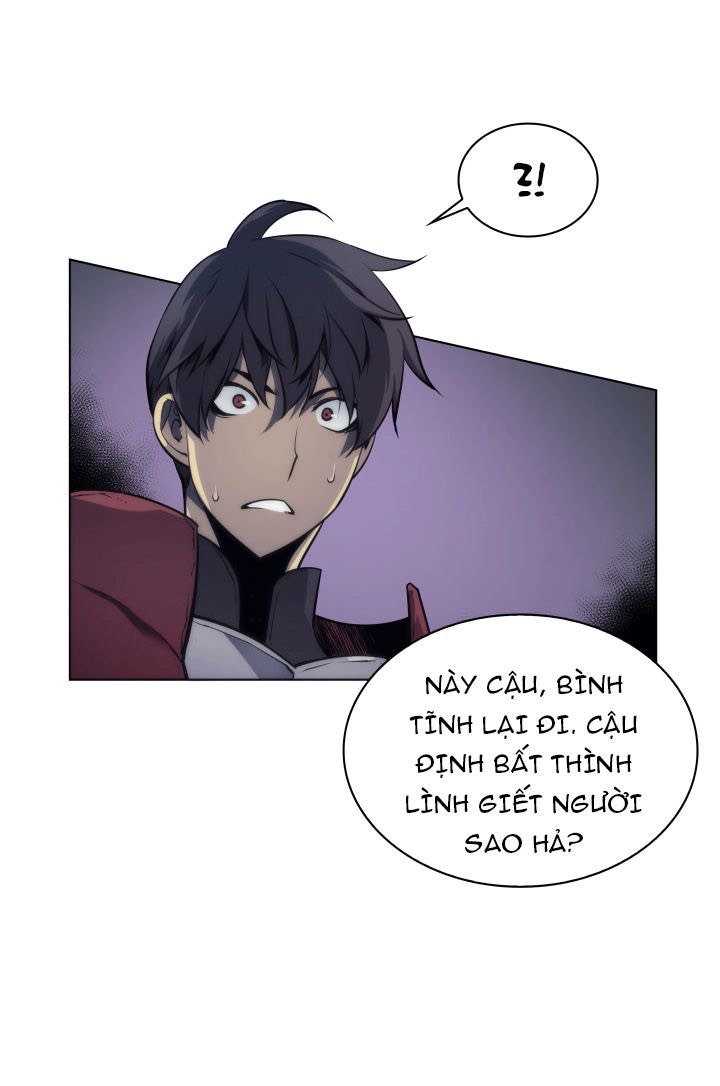 ?!
NÀY CẬU, BÌNH
TĨNH LẠI ĐI. CẬU
ĐỊNH BẤT THÌNH
LÌNH GIẾT NGƯỜI
SAO HẢ?